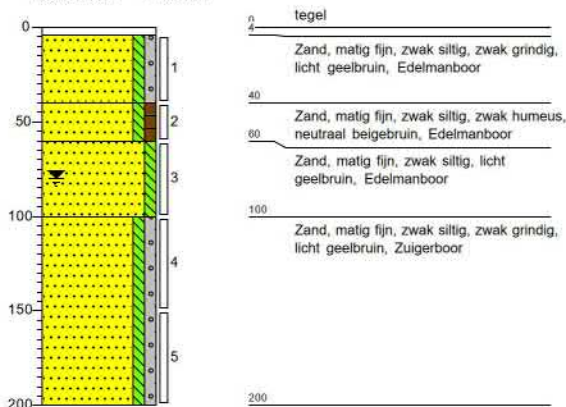 0
50
100
150
200
1
2
3
4
5
0
tegel
4
Zand, matig fijn, zwak siltig, zwak grindig,
licht geelbruin, Edelmanboor
40
Zand, matig fijn, zwak siltig, zwak humeus,
neutraal beigebruin, Edelmanboor
60
Zand, matig fijn, zwak siltig, licht
geelbruin, Edelmanboor
100
Zand, matig fijn, zwak siltig, zwak grindig,
licht geelbruin, Zuigerboor
200